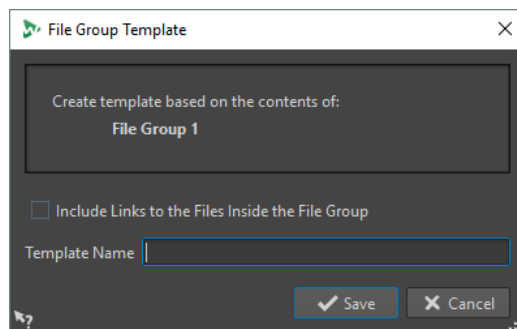 File Group Template
Create template based on the contents of:
File Group 1
Include Links to the Files Inside the File Group
Template Name
Save Cancel
?